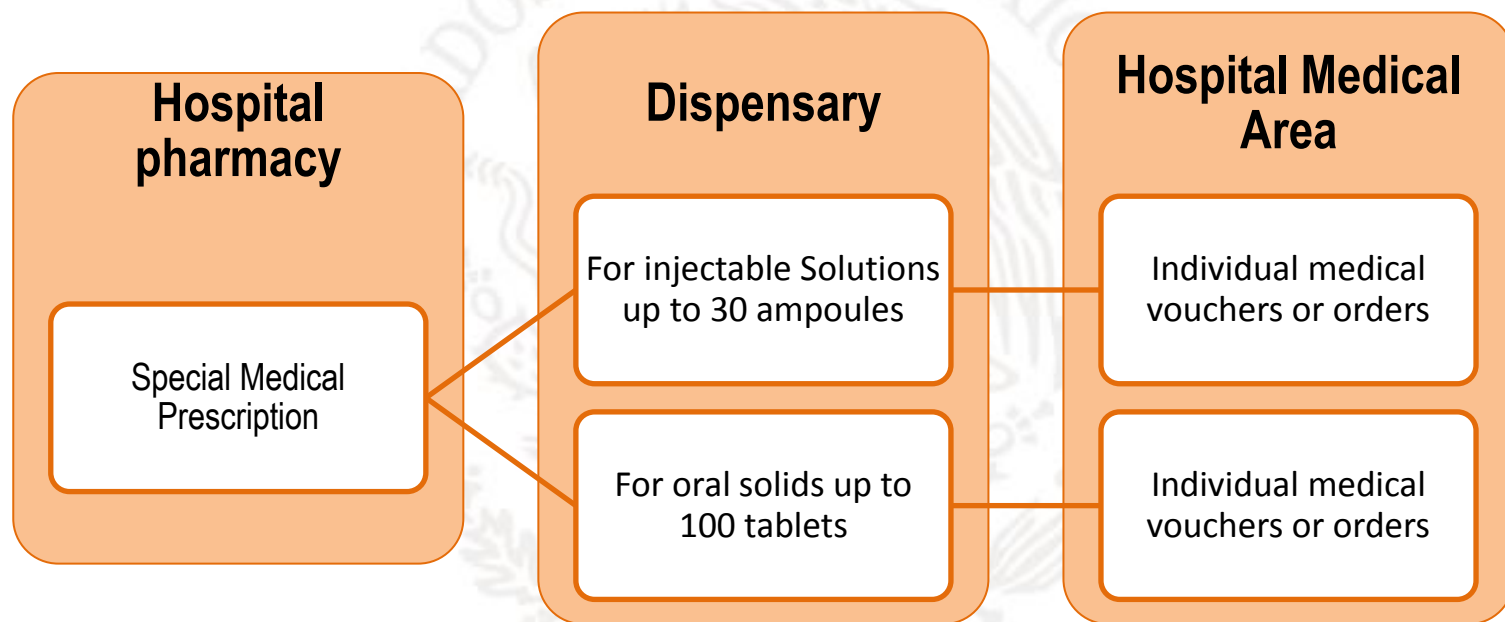 Hospital
pharmacy
Special Medical
Prescription
Dispensary
For injectable Solutions
up to 30 ampoules
For oral solids up to
100 tablets
Hospital Medical
Area
Individual medical
vouchers or orders
Individual medical
vouchers or orders